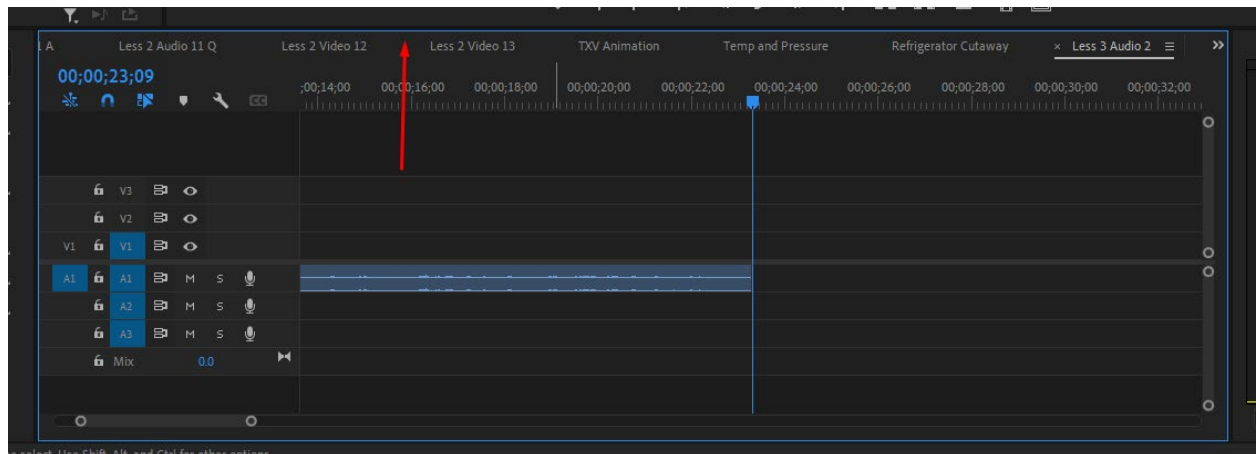 1 A Less 2 Audio 11 Q Less 2 Video 12 Less 2 Video 13 TXV Animation Temp and Pressure Refrigerator Cutaway × Less 3 Audio 2 ☰ »
00;00;23;09
CC ;00;14;00 00;00;16;00 00;00;18;00 00;00;20;00 00;00;22;00 00;00;24;00 00;00;26;00 00;00;28;00 00;00;30;00 00;00;32;00
V3
V2
V1 V1
A1 A1 M S
A2 M S
A3 M S
Mix 0.0
select. Use Shift, Alt, and Ctrl for other options.